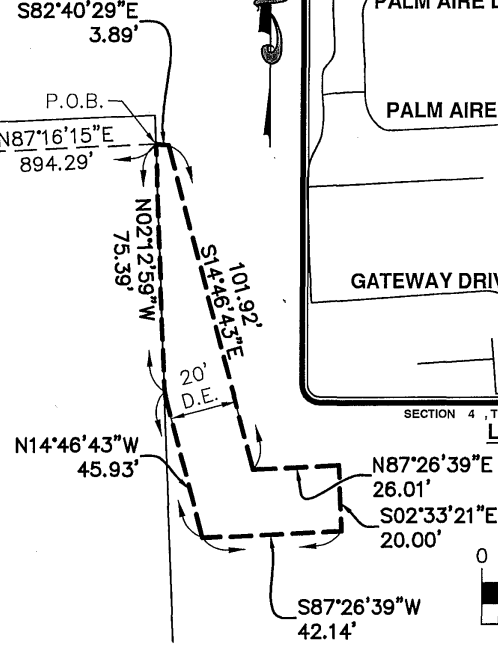 S82°40'29"E
3.89'
PALM AIRE
P.O.B.
PALM AIRE
N87°16'15"E
894.29'
N02°12'59"W
75.39'
101.92'
S14°46'43"E
GATEWAY DRIV
20'
D.E.
SECTION 4 , T
L
N14°46'43"W
45.93'
N87°26'39"E
26.01'
S02°33'21"E
20.00'
0
S87°26'39"W
42.14'